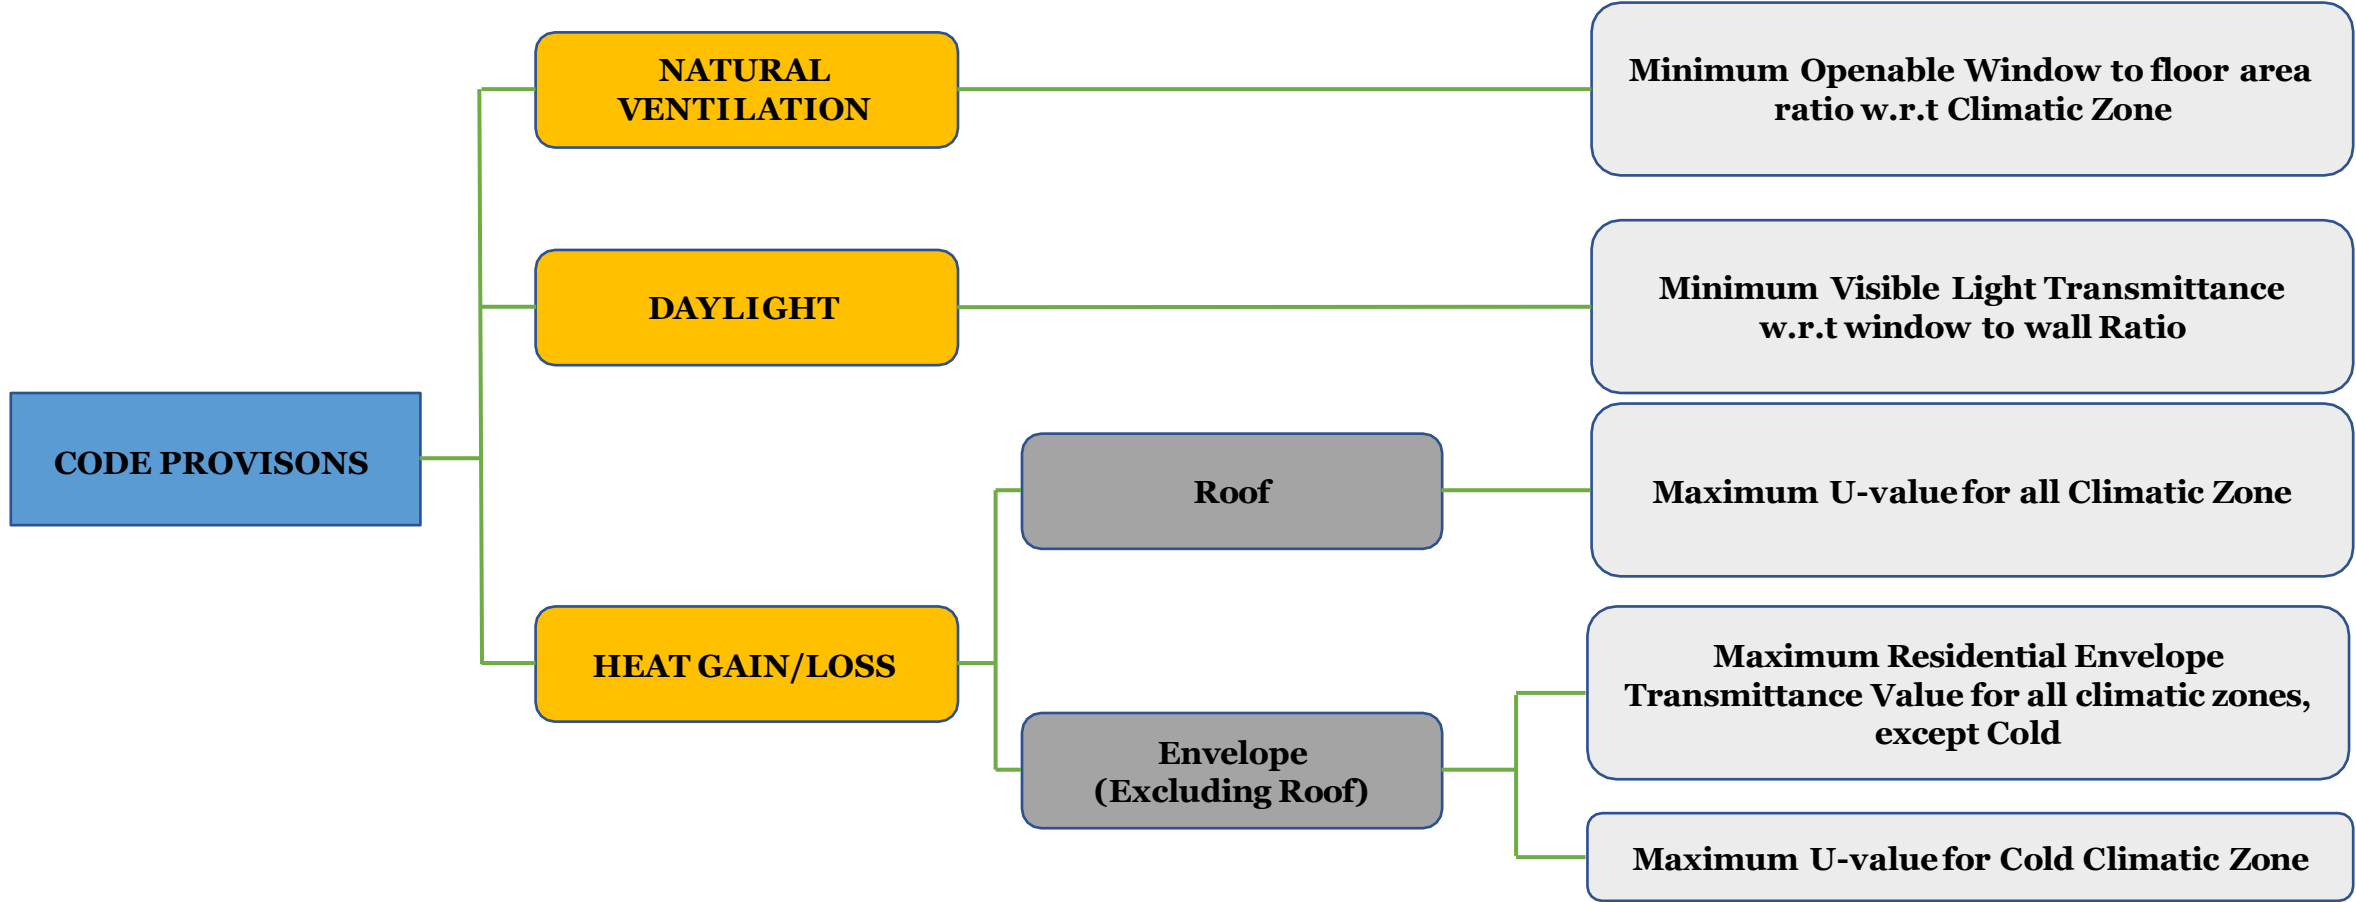 NATURAL
VENTILATION
Minimum Openable Window to floor area
ratio w.r.t Climatic Zone
DAYLIGHT
Minimum Visible Light Transmittance
w.r.t window to wall Ratio
CODE PROVISONS
Roof
Maximum U-value for all Climatic Zone
HEAT GAIN/LOSS
Maximum Residential Envelope
Transmittance Value for all climatic zones,
except Cold
Envelope
(Excluding Roof)
Maximum U-value for Cold Climatic Zone